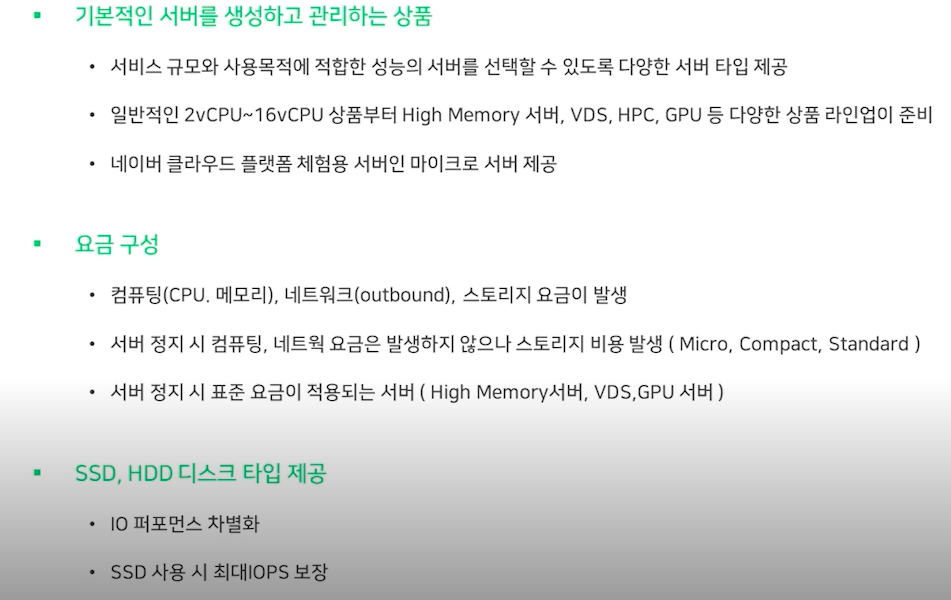 ▪ 기본적인 서버를 생성하고 관리하는 상품
• 서비스 규모와 사용목적에 적합한 성능의 서버를 선택할 수 있도록 다양한 서버 타입 제공
• 일반적인 2vCPU~16vCPU 상품부터 High Memory 서버, VDS, HPC, GPU 등 다양한 상품 라인업이 준비
• 네이버 클라우드 플랫폼 체험용 서버인 마이크로 서버 제공
▪ 요금 구성
• 컴퓨팅(CPU. 메모리), 네트워크(outbound), 스토리지 요금이 발생
• 서버 정지 시 컴퓨팅, 네트웍 요금은 발생하지 않으나 스토리지 비용 발생 ( Micro, Compact, Standard )
• 서버 정지 시 표준 요금이 적용되는 서버 ( High Memory서버, VDS,GPU 서버 )
▪ SSD, HDD 디스크 타입 제공
• IO 퍼포먼스 차별화
• SSD 사용 시 최대IOPS 보장